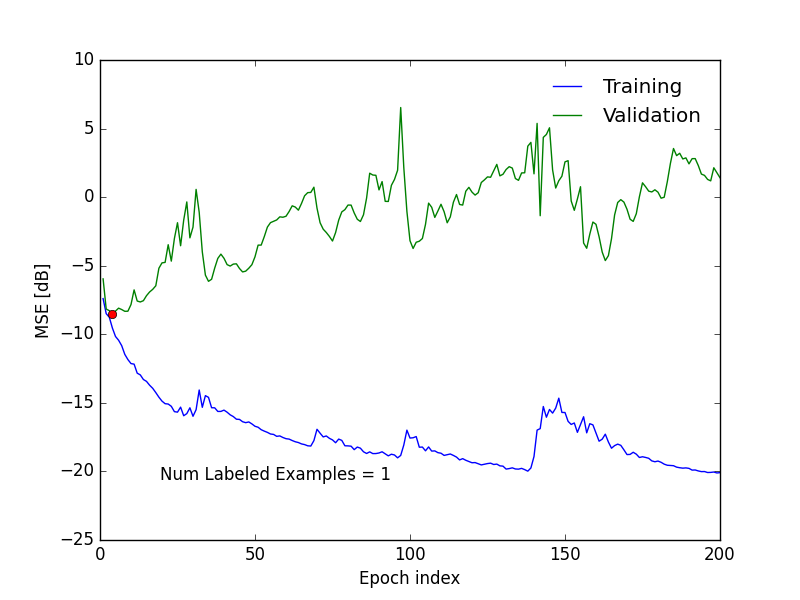 10
5
0
−5
−10
−15
−20
−25
MSE [dB]
Training
Validation
Num Labeled Examples = 1
0 50 100 150 200
Epoch index